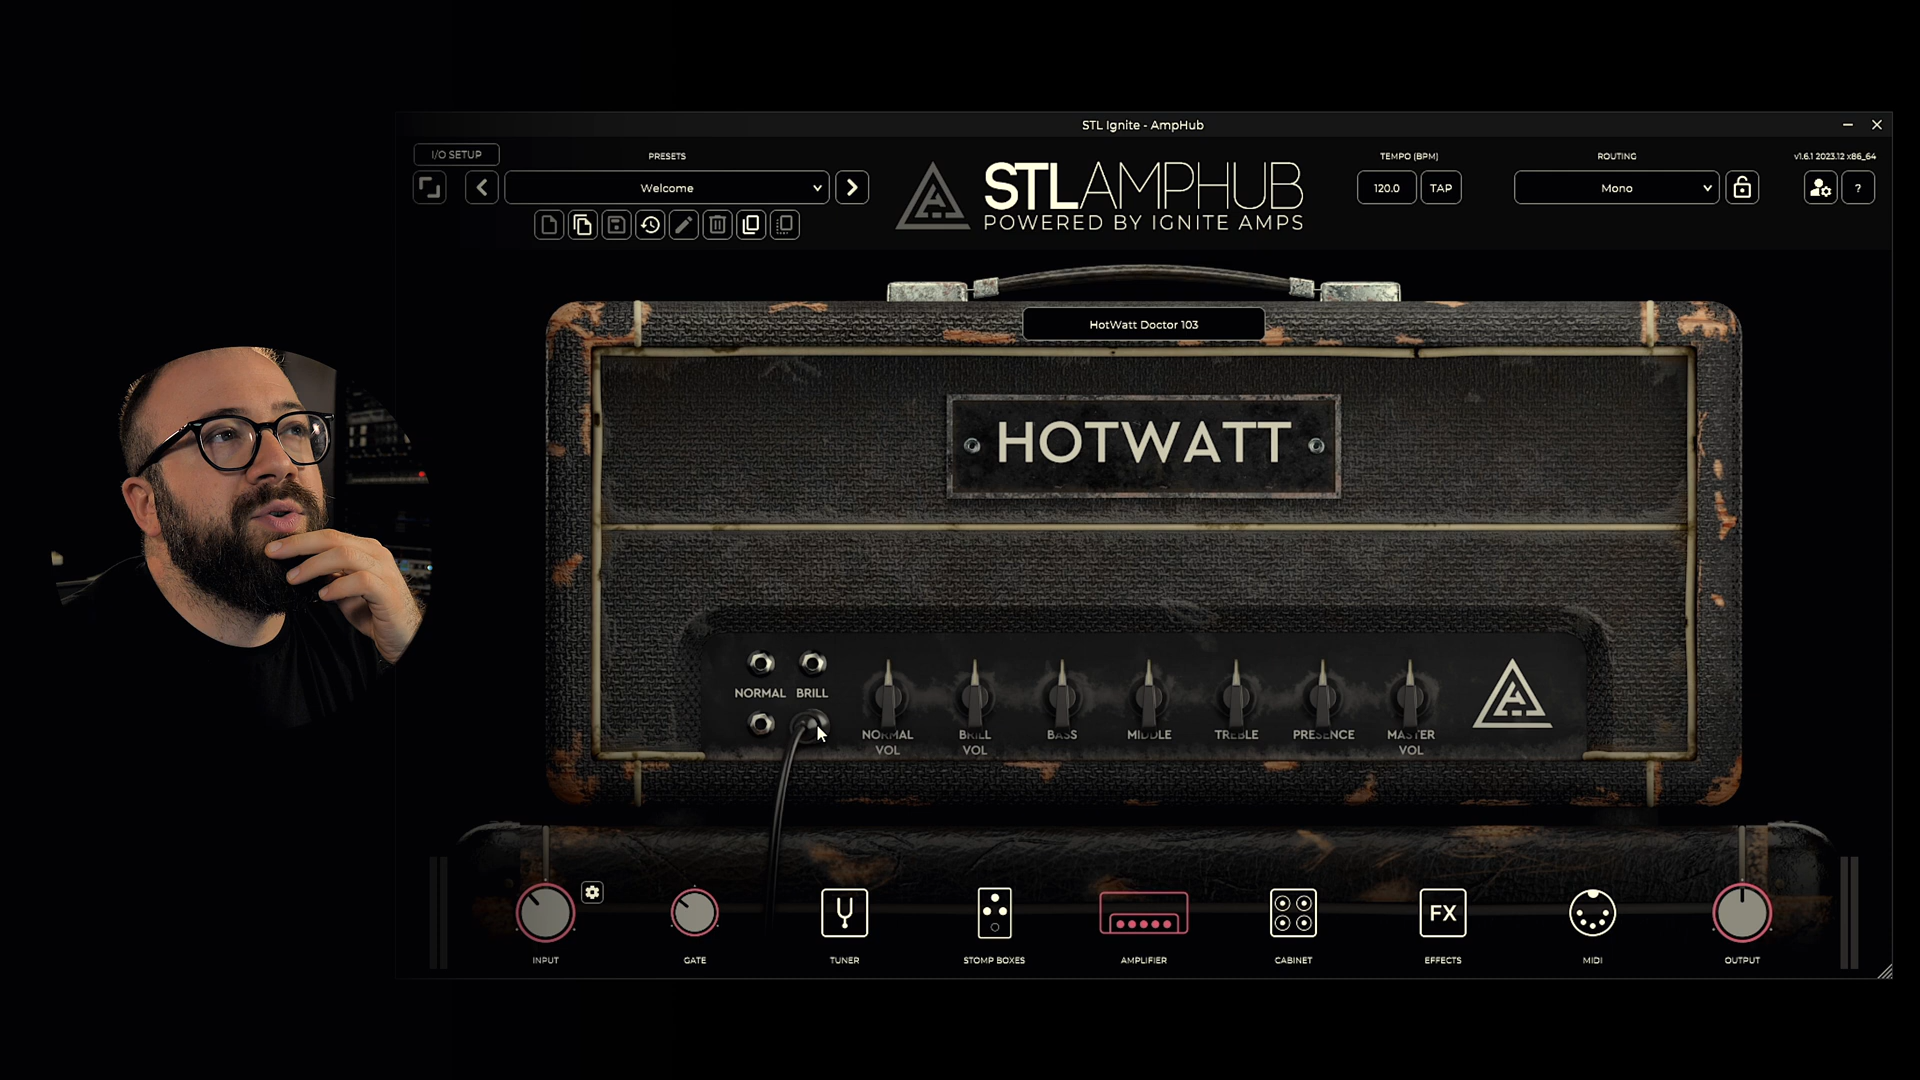 STL Ignite - AmpHub
I/O SETUP
PRESETS
Welcome
STLAMPHUB
POWERED BY IGNITE AMPS
TEMPO (BPM)
120.0
TAP
ROUTING
Mono
v1.6.1 2023.12 x86_64
?
HotWatt Doctor 103
HOTWATT
NORMAL
BRILL
NORMAL
VOL
BRILL
VOL
BASS
MIDDLE
TREBLE
PRESENCE
MASTER
VOL
FX
INPUT
GATE
TUNER
STOMP BOXES
AMPLIFIER
CABINET
EFFECTS
MIDI
OUTPUT